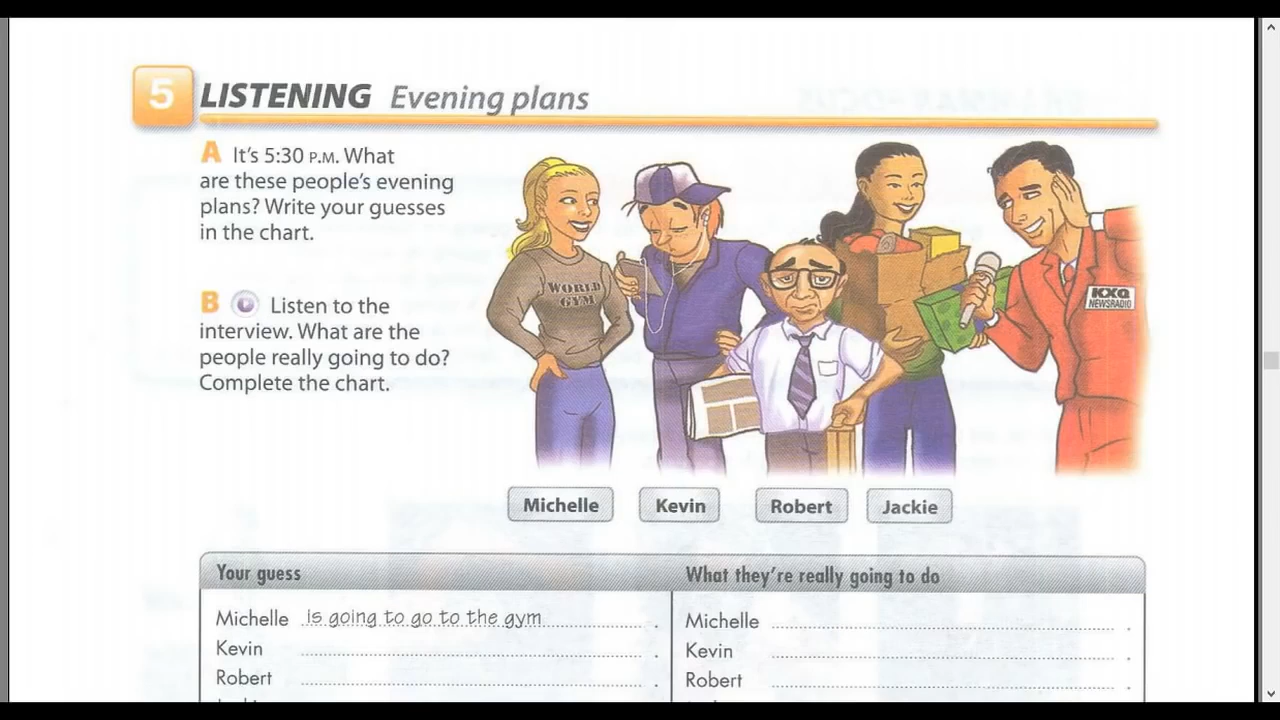 5 LISTENING Evening plans
A It's 5:30 P.M. What
are these people's evening
plans? Write your guesses
in the chart.
B Listen to the
interview. What are the
people really going to do?
Complete the chart.
WORLD
GYM
KXQ
NEWSRADIO
Michelle Kevin Robert Jackie
Your guess What they're really going to do
Michelle is going to go to the gym . Michelle .
Kevin . Kevin .
Robert . Robert .